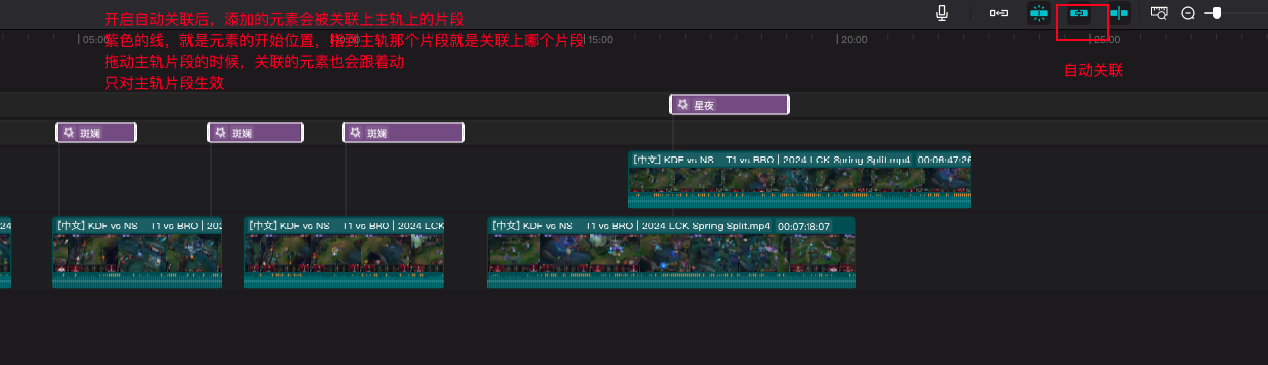 开启自动关联后，添加的元素会被关联上主轨上的片段
紫色的线，就是元素的开始位置，指到主轨那个片段就是关联上哪个片段
拖动主轨片段的时候，关联的元素也会跟着动
只对主轨片段生效
05:00
15:00
20:00
25:00
自动关联
星夜
斑斓
斑斓
斑斓
[中文] KDF vs NS T1 vs BRO | 2024 LCK Spring Split.mp4 00:06:47:26
24
[中文] KDF vs NS T1 vs BRO | 202
[中文] KDF vs NS T1 vs BRO | 2024 LCK
[中文] KDF vs NS T1 vs BRO | 2024 LCK Spring Split.mp4 00:07:18:07